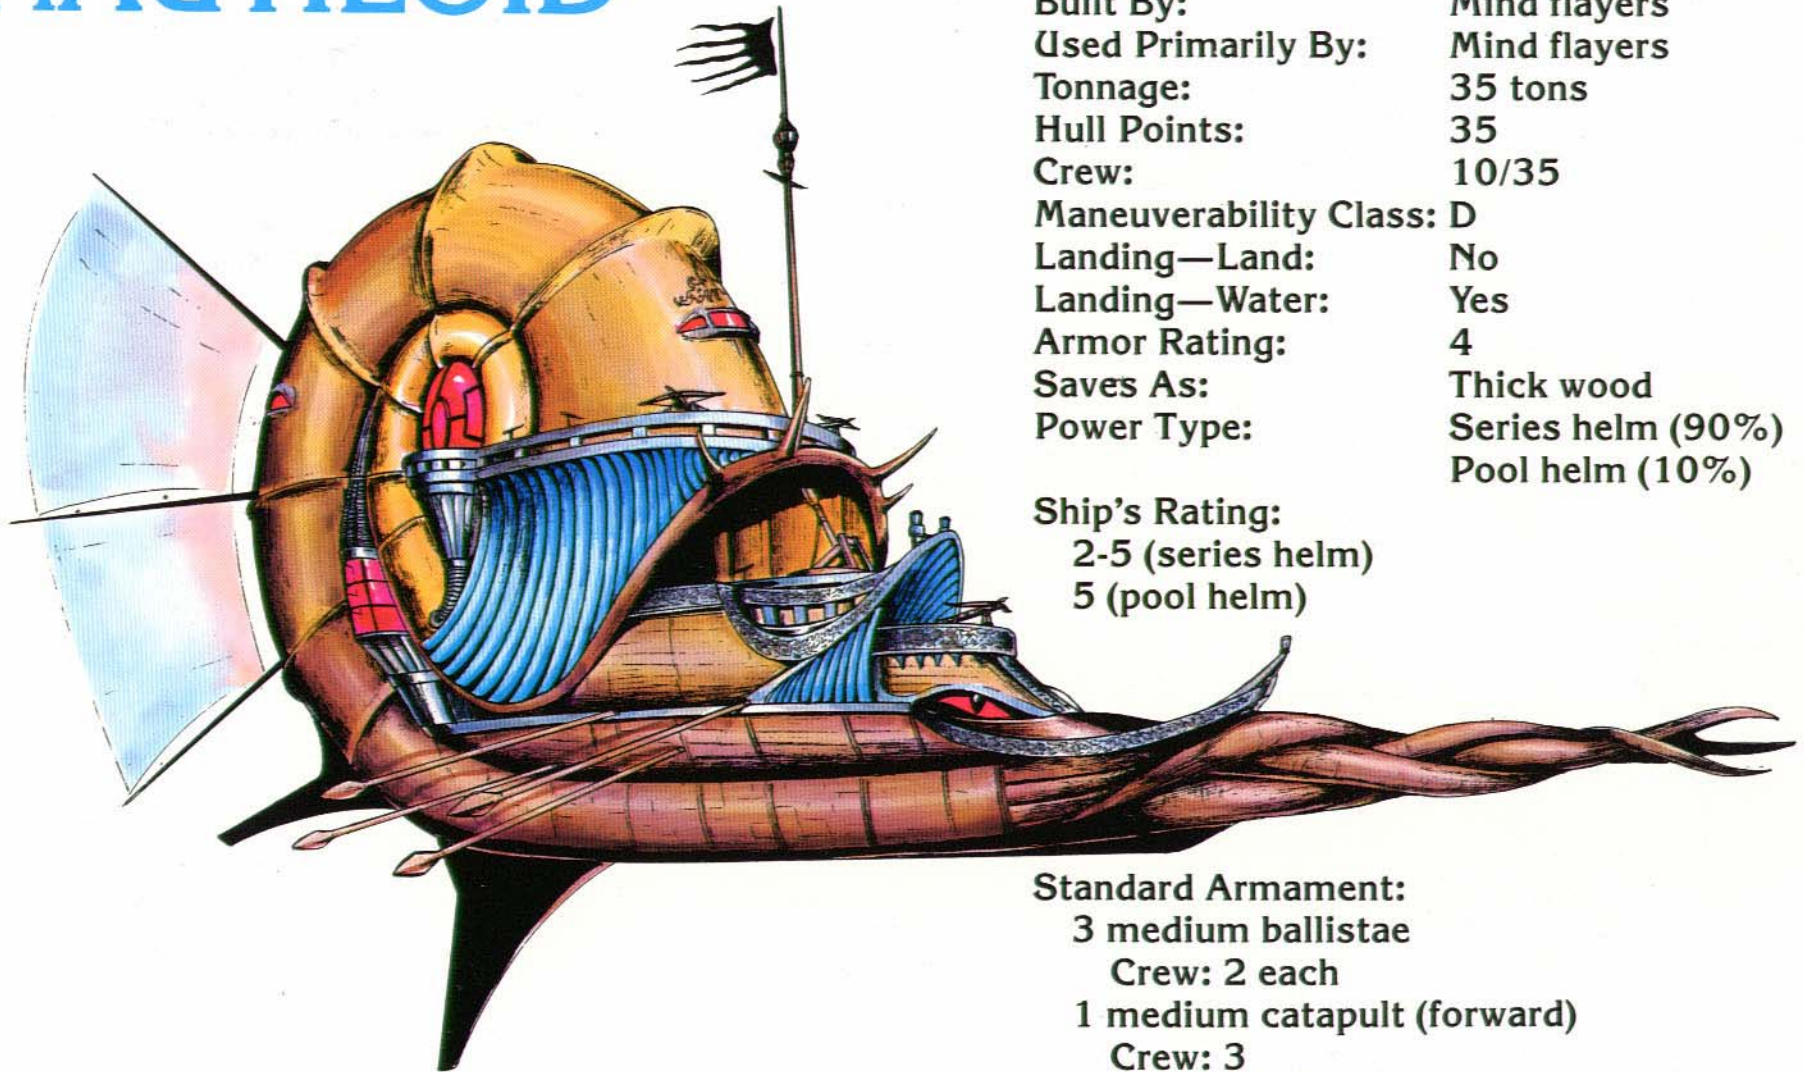 NAUTILOID
Built By: Mind flayers
Used Primarily By: Mind flayers
Tonnage: 35 tons
Hull Points: 35
Crew: 10/35
Maneuverability Class: D
Landing—Land: No
Landing—Water: Yes
Armor Rating: 4
Saves As: Thick wood
Power Type: Series helm (90%)
Pool helm (10%)
Ship's Rating:
2-5 (series helm)
5 (pool helm)
Standard Armament:
3 medium ballistae
Crew: 2 each
1 medium catapult (forward)
Crew: 3